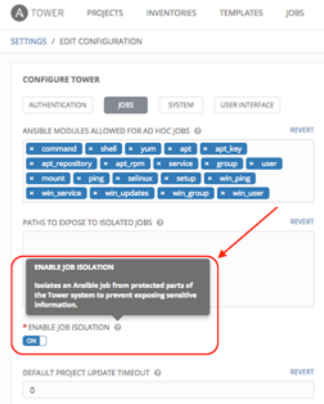 A TOWER PROJECTS INVENTORIES TEMPLATES JOBS
SETTINGS / EDIT CONFIGURATION
CONFIGURE TOWER
AUTHENTICATION JOBS SYSTEM USER INTERFACE
ANSIBLE MODULES ALLOWED FOR AD HOC JOBS REVERT
× command × shell × yum × apt × apt_key
× apt_repository × apt_rpm × service × group × user
× mount × ping × selinux × setup × win_ping
× win_service × win_updates × win_group × win_user
PATHS TO EXPOSE TO ISOLATED JOBS REVERT
ENABLE JOB ISOLATION
Isolates an Ansible job from protected parts of
the Tower system to prevent exposing sensitive
information.
* ENABLE JOB ISOLATION
ON
DEFAULT PROJECT UPDATE TIMEOUT REVERT
0